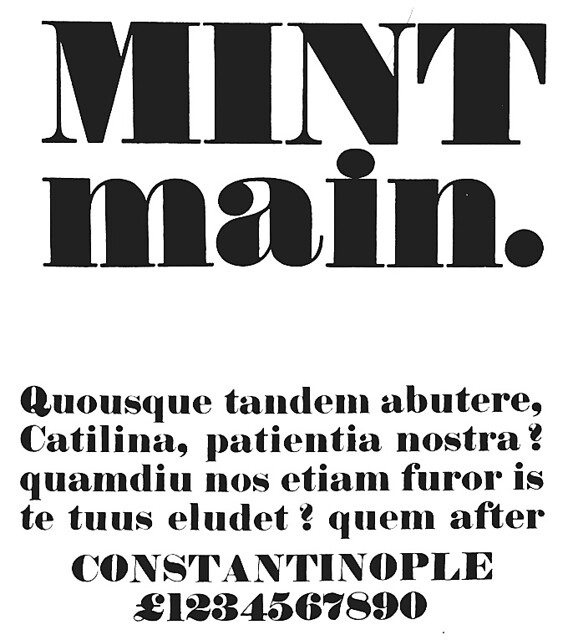 MINT
main.
Quousque tandem abutere,
Catilina, patientia nostra?
quamdiu nos etiam furor is
te tuus eludet? quem after
CONSTANTINOPLE
£1234567890